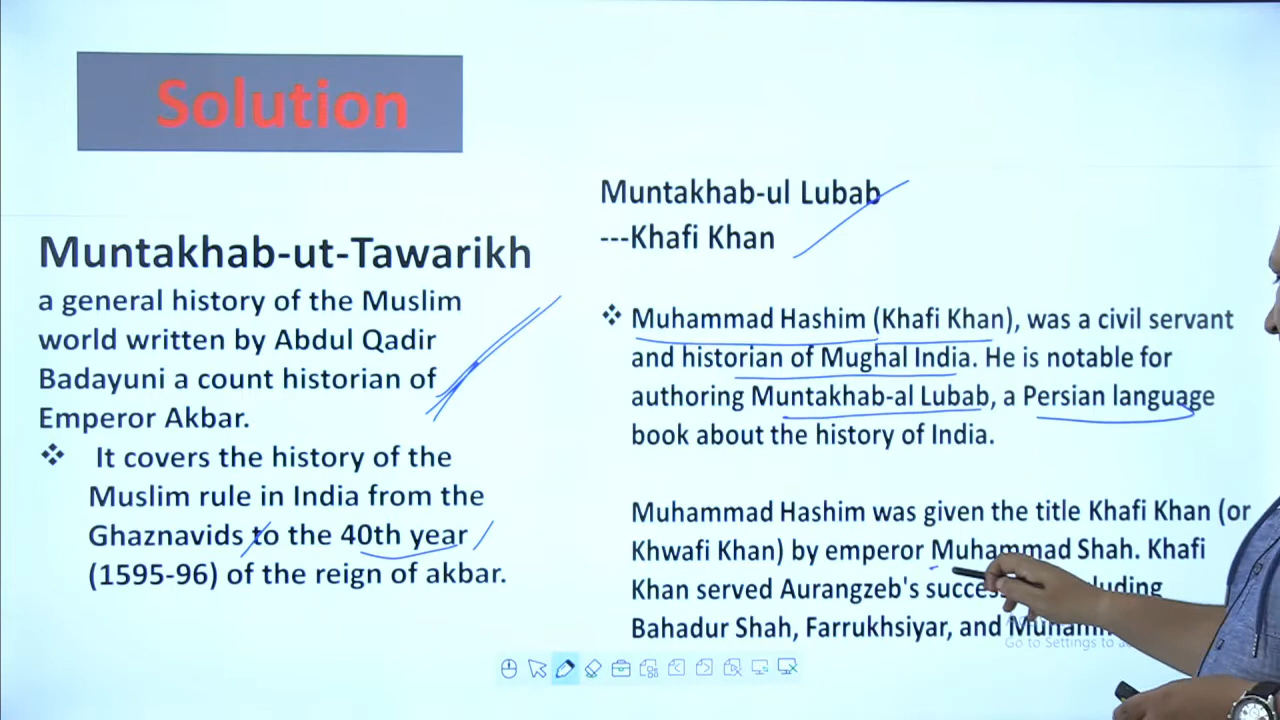 Solution
Muntakhab-ut-Tawarikh
a general history of the Muslim
world written by Abdul Qadir
Badayuni a count historian of
Emperor Akbar.
It covers the history of the
Muslim rule in India from the
Ghaznavids to the 40th year
(1595-96) of the reign of akbar.
Muntakhab-ul Lubab
---Khafi Khan
Muhammad Hashim (Khafi Khan), was a civil servant
and historian of Mughal India. He is notable for
authoring Muntakhab-al Lubab, a Persian language
book about the history of India.
Muhammad Hashim was given the title Khafi Khan (or
Khwafi Khan) by emperor Muhammad Shah. Khafi
Khan served Aurangzeb's
Bahadur Shah, Farrukhsiyar, and
Go to Settings to